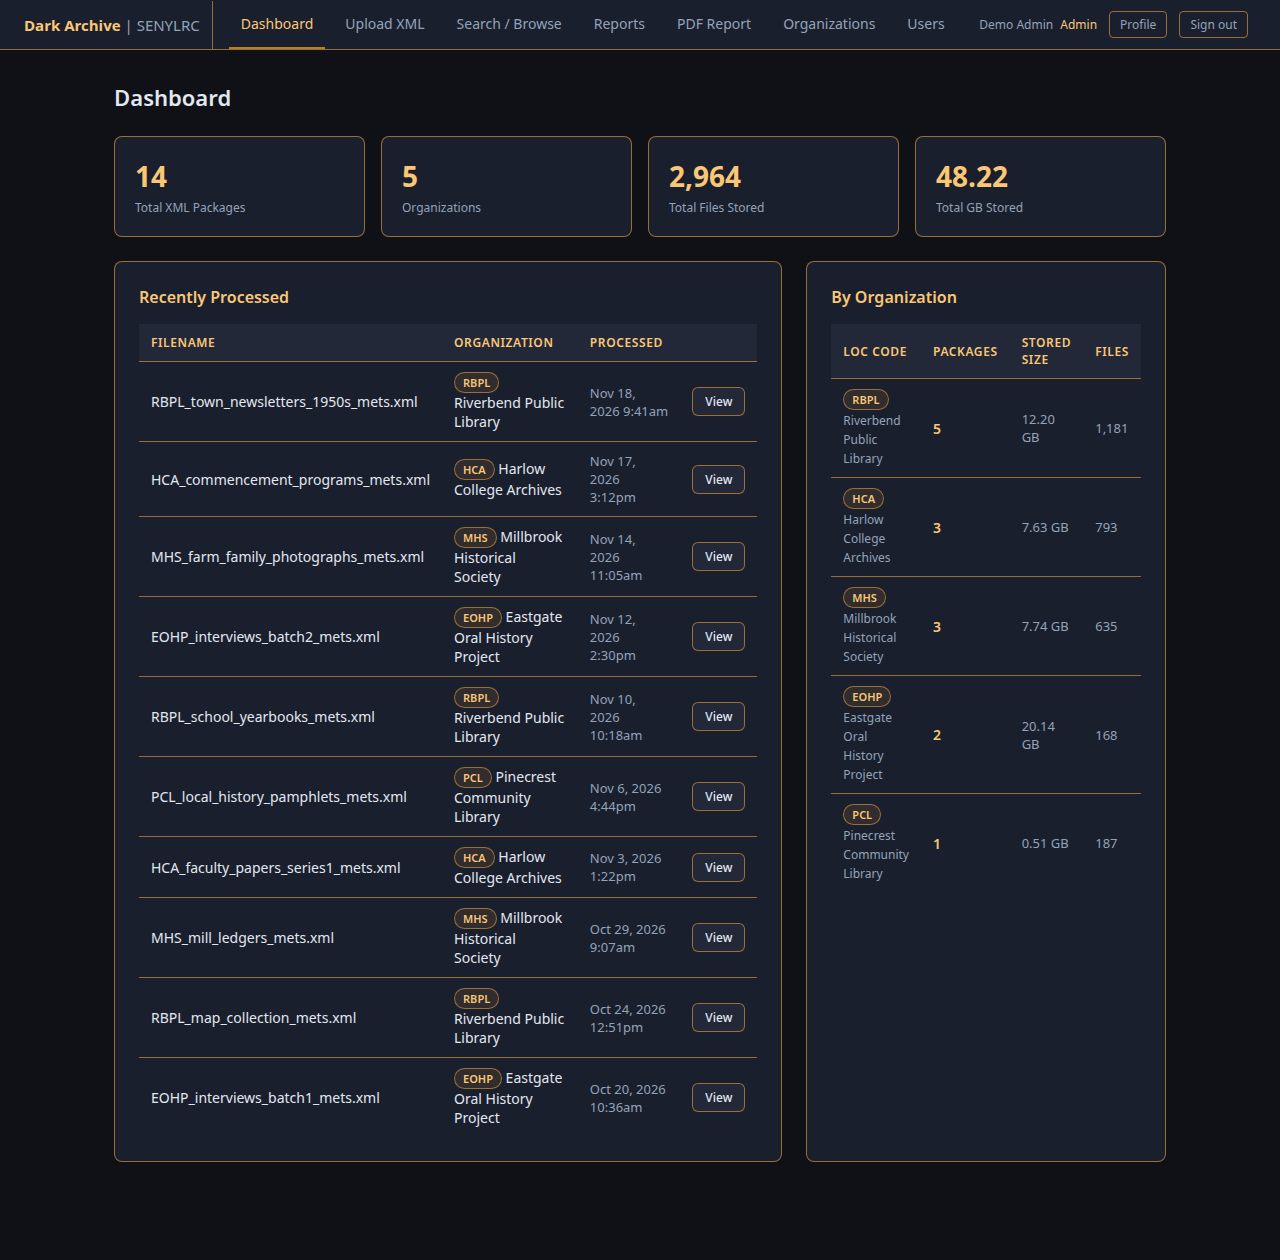 Dark Archive | SENYLRC Dashboard Upload XML Search / Browse Reports PDF Report Organizations Users Demo Admin Admin Profile Sign out
Dashboard
14
Total XML Packages
5
Organizations
2,964
Total Files Stored
48.22
Total GB Stored
Recently Processed
FILENAME ORGANIZATION PROCESSED
RBPL_town_newsletters_1950s_mets.xml
RBPL
Riverbend Public
Library
Nov 18,
2026 9:41am
View
HCA_commencement_programs_mets.xml
HCA Harlow
College Archives
Nov 17,
2026
3:12pm
View
MHS_farm_family_photographs_mets.xml
MHS Millbrook
Historical
Society
Nov 14,
2026
11:05am
View
EOHP_interviews_batch2_mets.xml
EOHP Eastgate
Oral History
Project
Nov 12,
2026
2:30pm
View
RBPL_school_yearbooks_mets.xml
RBPL
Riverbend Public
Library
Nov 10,
2026
10:18am
View
PCL_local_history_pamphlets_mets.xml
PCL Pinecrest
Community
Library
Nov 6, 2026
4:44pm
View
HCA_faculty_papers_series1_mets.xml
HCA Harlow
College Archives
Nov 3, 2026
1:22pm
View
MHS_mill_ledgers_mets.xml
MHS Millbrook
Historical
Society
Oct 29, 2026
9:07am
View
RBPL_map_collection_mets.xml
RBPL
Riverbend Public
Library
Oct 24, 2026
12:51pm
View
EOHP_interviews_batch1_mets.xml
EOHP Eastgate
Oral History
Project
Oct 20, 2026
10:36am
View
By Organization
LOC CODE PACKAGES STORED
SIZE FILES
RBPL
Riverbend
Public
Library
5
12.20
GB
1,181
HCA
Harlow
College
Archives
3
7.63 GB
793
MHS
Millbrook
Historical
Society
3
7.74 GB
635
EOHP
Eastgate
Oral
History
Project
2
20.14
GB
168
PCL
Pinecrest
Community
Library
1
0.51 GB
187